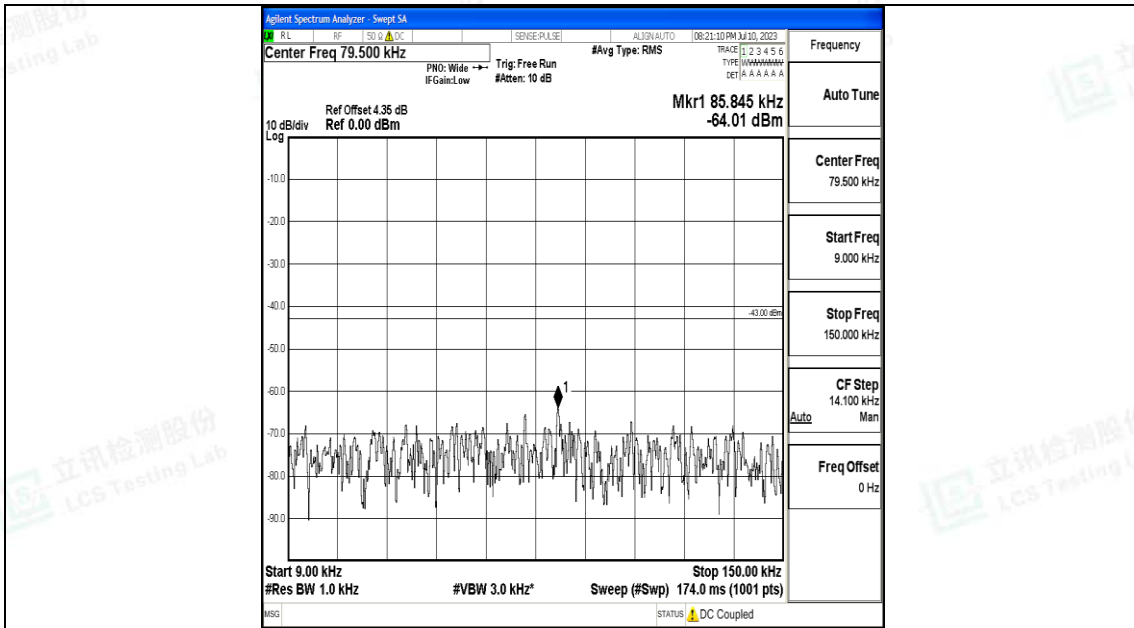 Agilent Spectrum Analyzer - Swept SA
RL RF 50 Ω DC SENSE:PULSE ALIGN AUTO 08:21:10 PM Jul 10, 2023
Center Freq 79.500 kHz
PNO: Wide
IFGain:Low
Trig: Free Run
#Atten: 10 dB
#Avg Type: RMS
TRACE 1 2 3 4 5 6
TYPE
DET A A A A A A
Frequency
Auto Tune
Center Freq
79.500 kHz
Start Freq
9.000 kHz
Stop Freq
150.000 kHz
CF Step
14.100 kHz
Auto Man
Freq Offset
0 Hz
Mkr1 85.845 kHz
-64.01 dBm
Ref Offset 4.35 dB
10 dB/div Ref 0.00 dBm
Log
-10.0
-20.0
-30.0
-40.0
-43.00 dBm
-50.0
-60.0
1
-70.0
-80.0
-90.0
Start 9.00 kHz Stop 150.00 kHz
#Res BW 1.0 kHz #VBW 3.0 kHz* Sweep (#Swp) 174.0 ms (1001 pts)
MSG STATUS DC Coupled
立讯检测股份
LCS Testing Lab